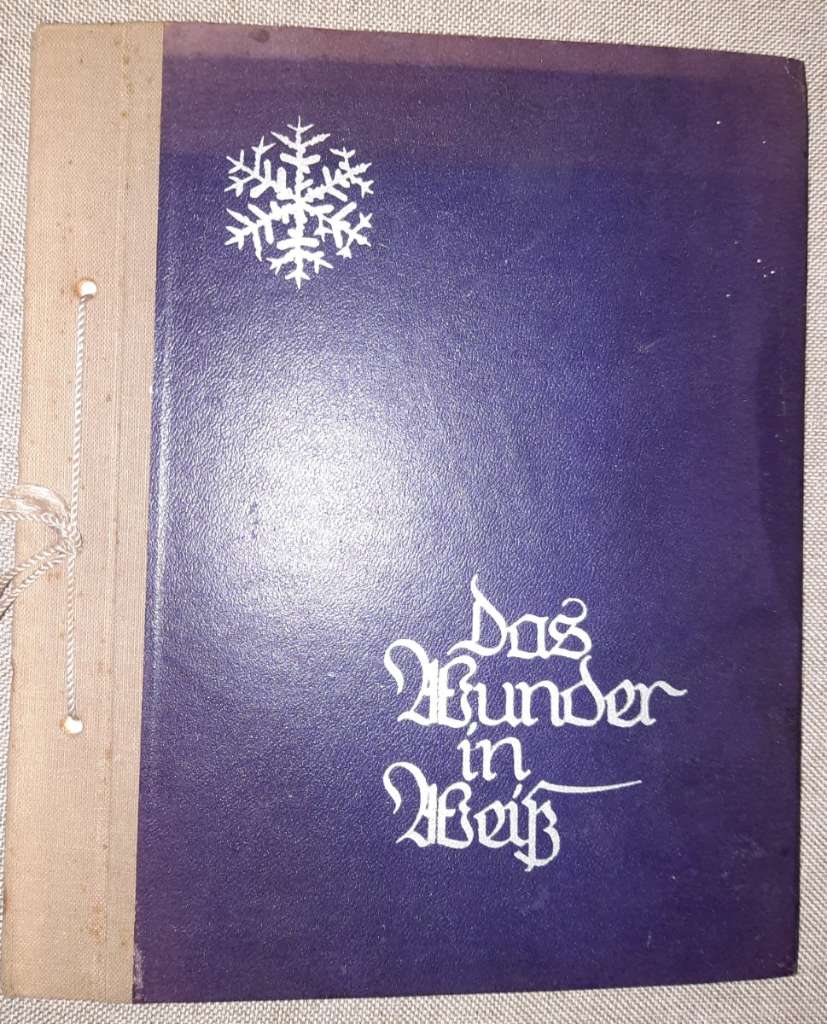 Das
Wunder
in
Weiß